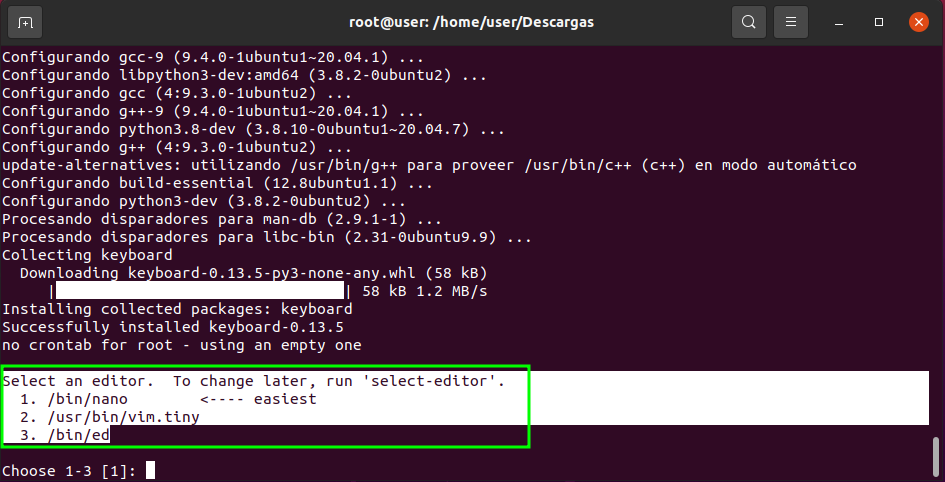 root@user: /home/user/Descargas
Configurando gcc-9 (9.4.0-1ubuntu1~20.04.1) ...
Configurando libpython3-dev:amd64 (3.8.2-0ubuntu2) ...
Configurando gcc (4:9.3.0-1ubuntu2) ...
Configurando g++-9 (9.4.0-1ubuntu1~20.04.1) ...
Configurando python3.8-dev (3.8.10-0ubuntu1~20.04.7) ...
Configurando g++ (4:9.3.0-1ubuntu2) ...
update-alternatives: utilizando /usr/bin/g++ para proveer /usr/bin/c++ (c++) en modo automático
Configurando build-essential (12.8ubuntu1.1) ...
Configurando python3-dev (3.8.2-0ubuntu2) ...
Procesando disparadores para man-db (2.9.1-1) ...
Procesando disparadores para libc-bin (2.31-0ubuntu9.9) ...
Collecting keyboard
  Downloading keyboard-0.13.5-py3-none-any.whl (58 kB)
     |                                | 58 kB 1.2 MB/s
Installing collected packages: keyboard
Successfully installed keyboard-0.13.5
no crontab for root - using an empty one
Select an editor.  To change later, run 'select-editor'.
  1. /bin/nano        <---- easiest
  2. /usr/bin/vim.tiny
  3. /bin/ed
Choose 1-3 [1]: